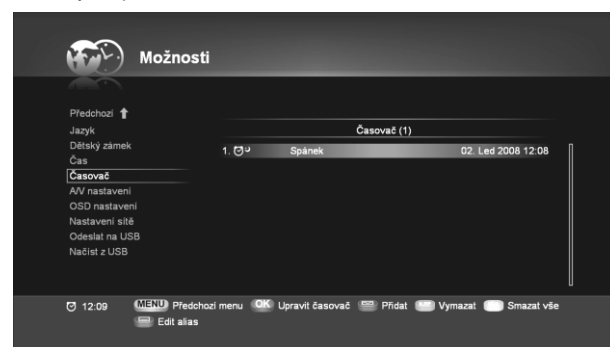 Možnosti
Předchozí
Jazyk
Dětský zámek
Čas
Časovač
A/V nastavení
OSD nastavení
Nastavení sítě
Odeslat na USB
Načíst z USB
Časovač (1)
1. Spánek 02. Led 2008 12:08
12:09 MENU Předchozí menu OK Upravit časovač Přidat Vymazat Smazat vše
Edit alias